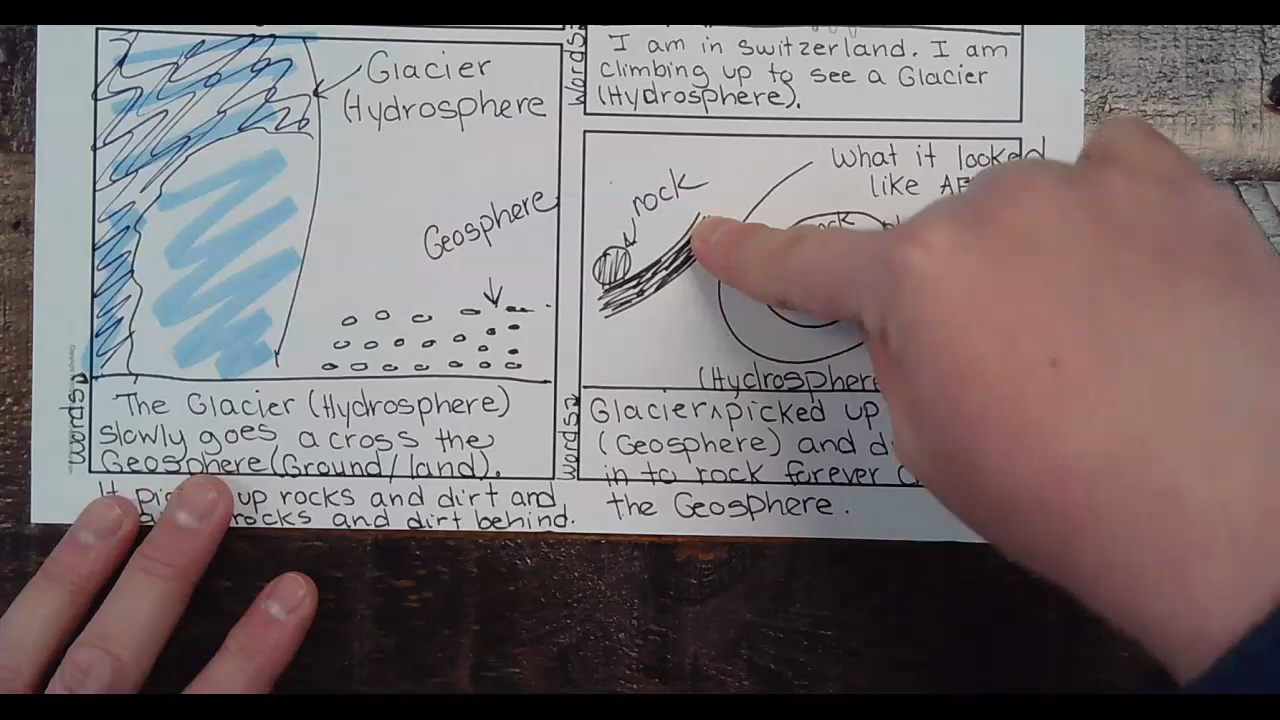 Glacier
(Hydrosphere
Geosphere
words
The Glacier (Hydrosphere)
slowly goes across the
Geosphere (Ground/land).
It up rocks and dirt and
rocks and dirt behind.
words
I am in Switzerland. I am
climbing up to see a Glacier
(Hydrosphere).
What it looked
like
rock
(Hydrosphere
words
Glacier^picked up
(Geosphere) and
in to rock forever
the Geosphere.